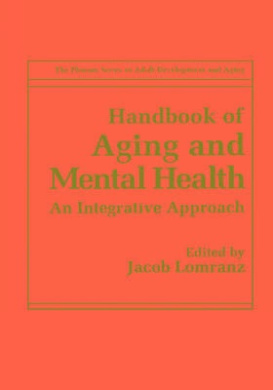 The Plenum Series in Adult Development and Aging
Handbook of
Aging and
Mental Health
An Integrative Approach
Edited by
Jacob Lomranz